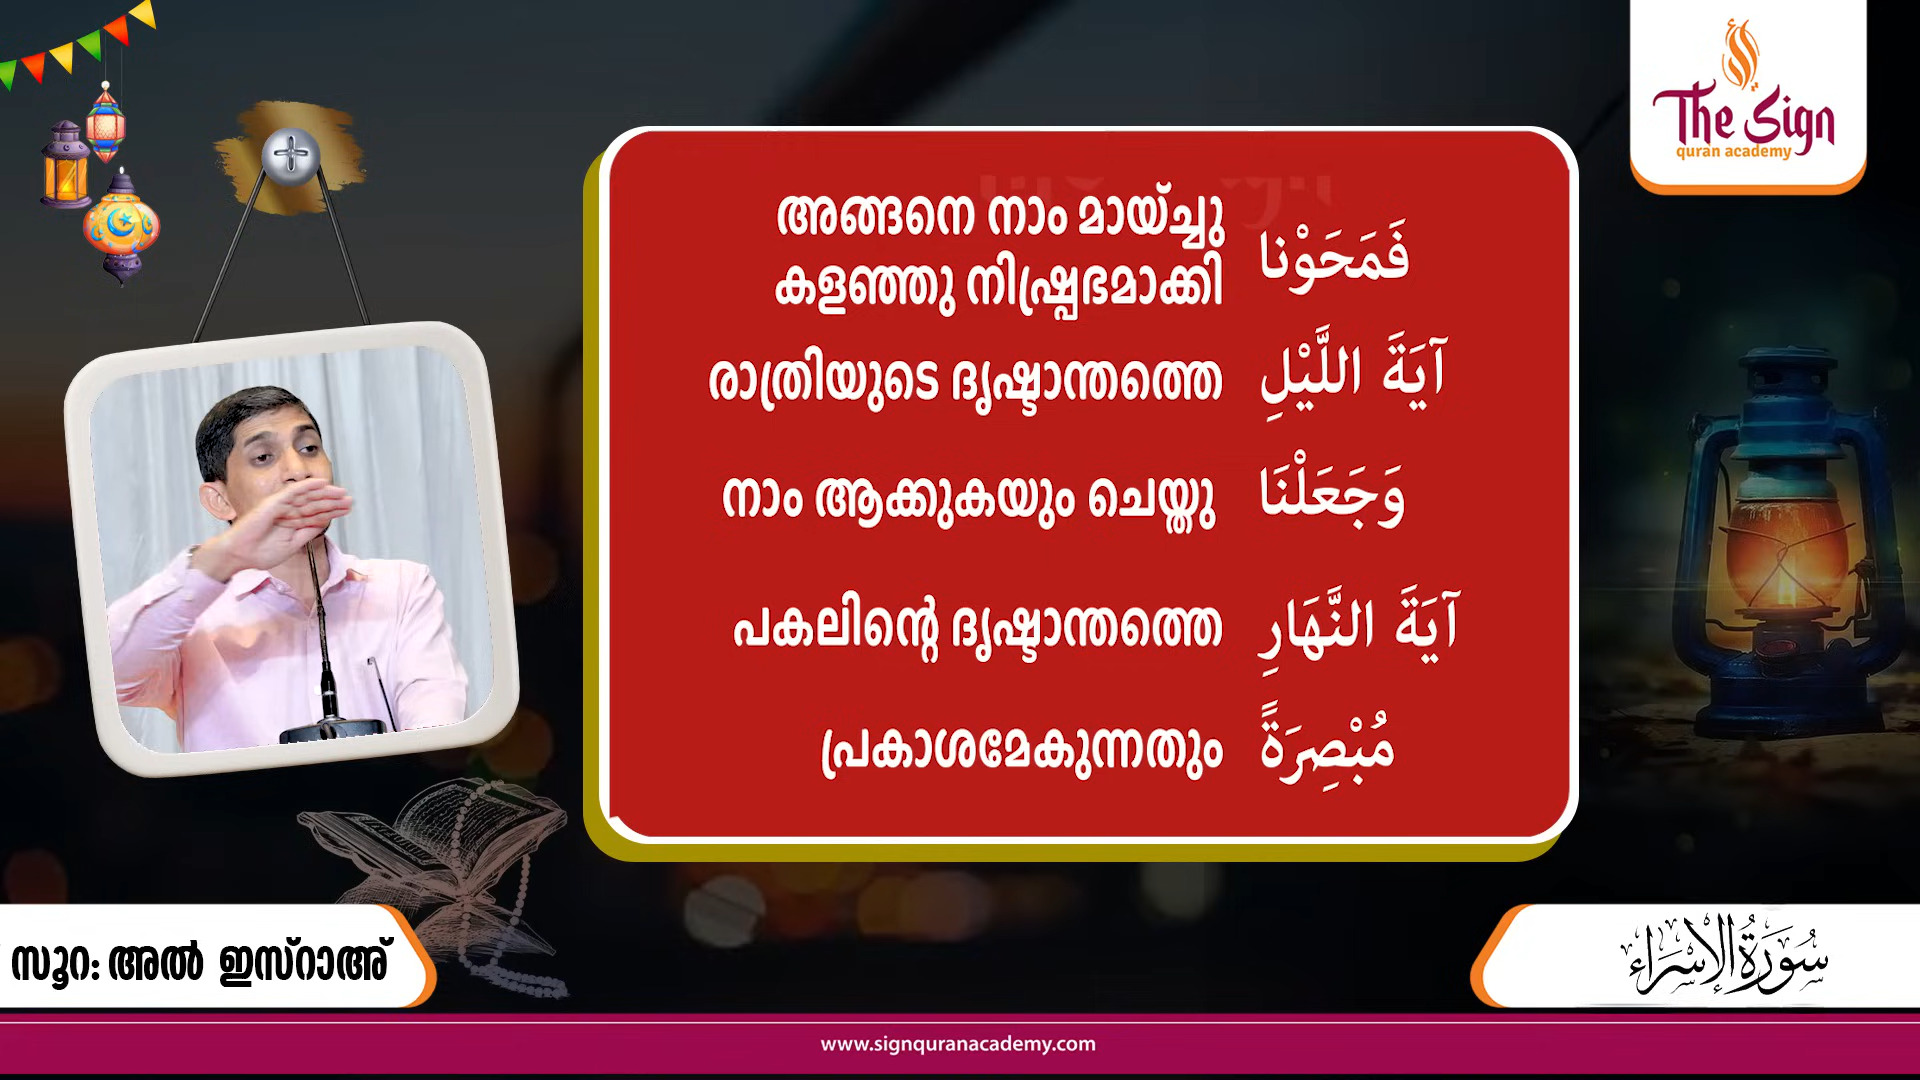 The Sign
quran academy
അങ്ങനെ നാം മായ്ച്ചു
കളഞ്ഞു നിഷ്പ്രഭമാക്കി
فَمَحَوْنا
രാത്രിയുടെ ദൃഷ്ടാന്തത്തെ
آيَةَ اللَّيْلِ
നാം ആക്കുകയും ചെയ്തു
وَجَعَلْنَا
പകലിന്റെ ദൃഷ്ടാന്തത്തെ
آيَةَ النَّهَارِ
പ്രകാശമേകുന്നതും
مُبْصِرَةً
സൂറ: അൽ ഇസ്റാഅ്
سُورَةُ الإِسْرَاء
www.signquranacademy.com